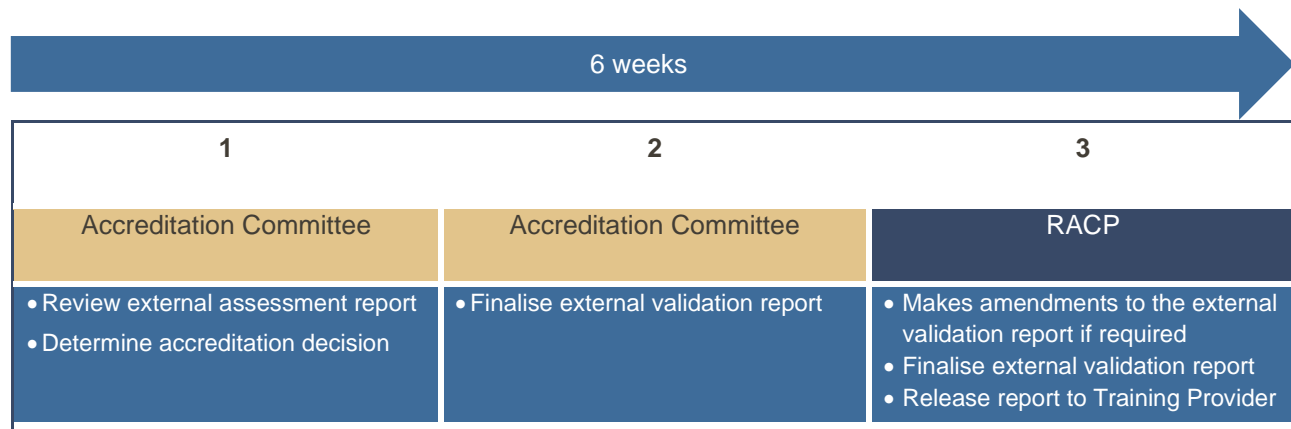 6 weeks
1
2
3
Accreditation Committee
Accreditation Committee
RACP
• Review external assessment report
• Determine accreditation decision
• Finalise external validation report
• Makes amendments to the external
validation report if required
• Finalise external validation report
• Release report to Training Provider